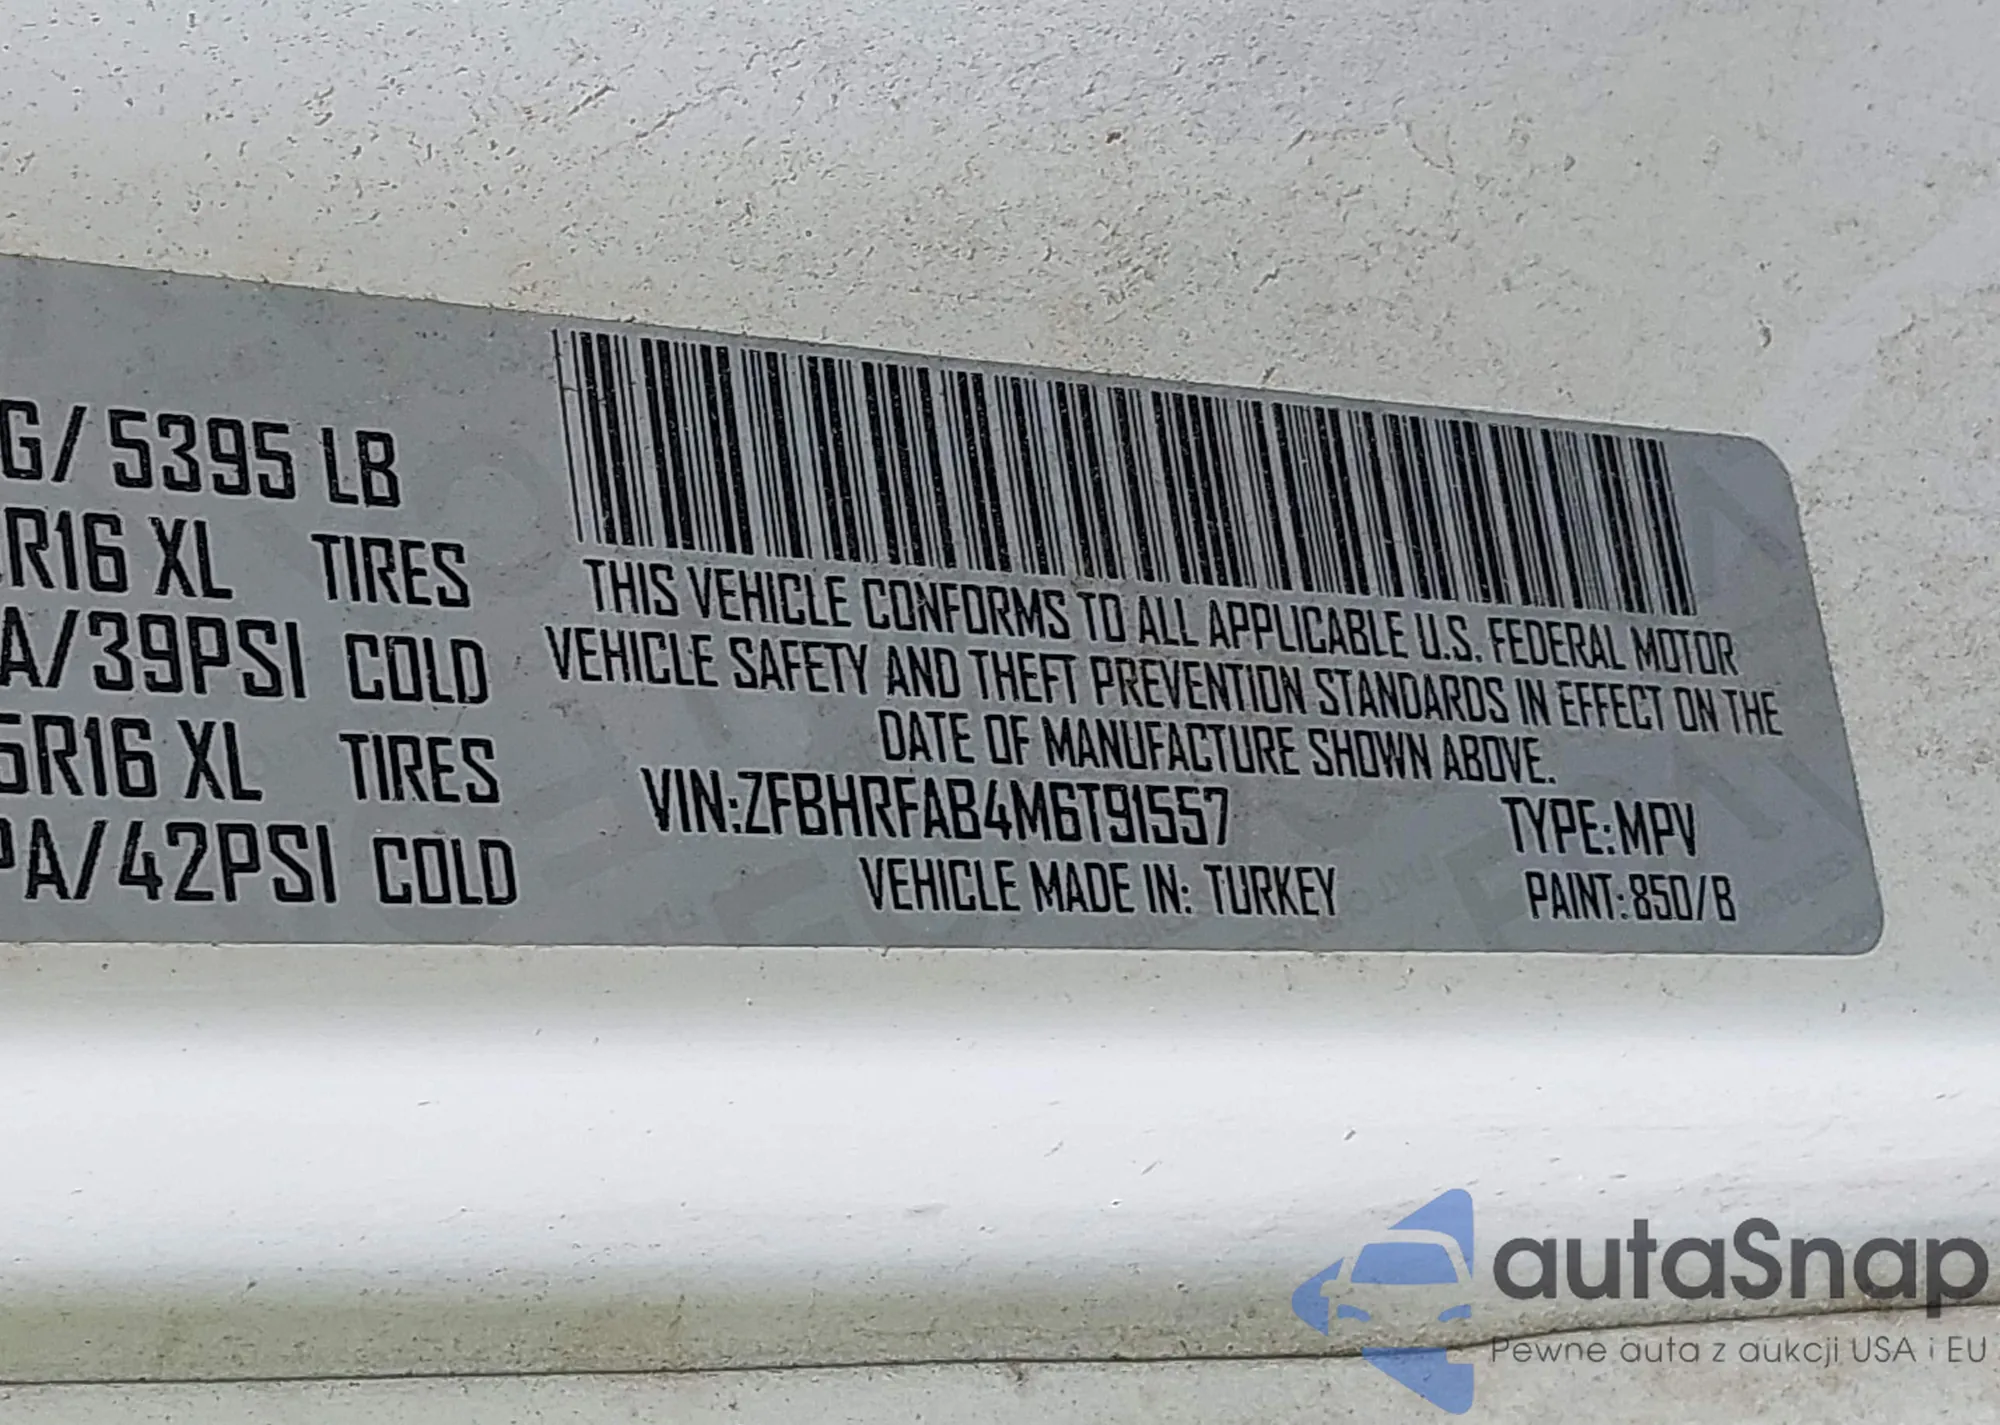 G/ 5395 LB
R16 XL TIRES
A/39PSI COLD
5R16 XL TIRES
PA/42PSI COLD
THIS VEHICLE CONFORMS TO ALL APPLICABLE U.S. FEDERAL MOTOR
VEHICLE SAFETY AND THEFT PREVENTION STANDARDS IN EFFECT ON THE
DATE OF MANUFACTURE SHOWN ABOVE.
VIN:ZFBHRFAB4M6T91557 TYPE:MPV
VEHICLE MADE IN: TURKEY PAINT:850/B
autaSnap
Pewne auta z aukcji USA i EU